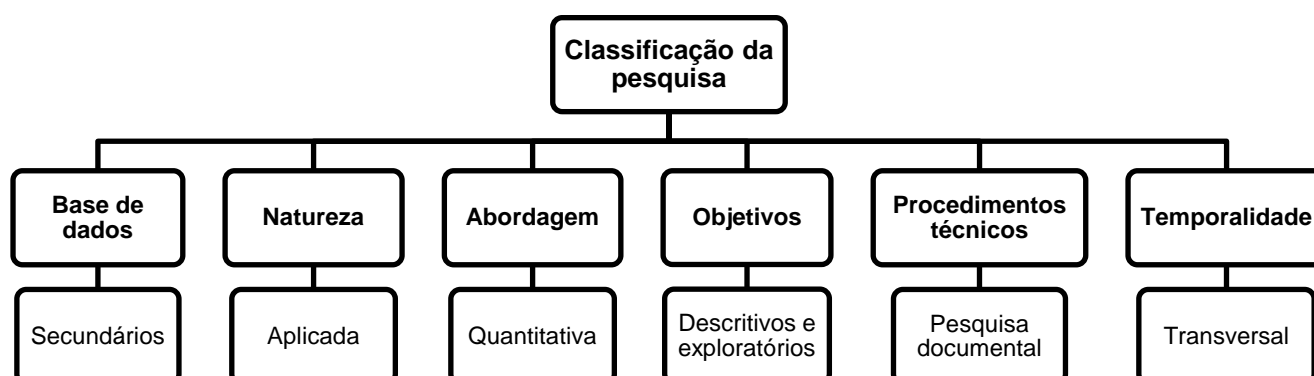 Classificação da
pesquisa
Base de
dados
Natureza
Abordagem
Objetivos
Procedimentos
técnicos
Temporalidade
Secundários
Aplicada
Quantitativa
Descritivos e
exploratórios
Pesquisa
documental
Transversal